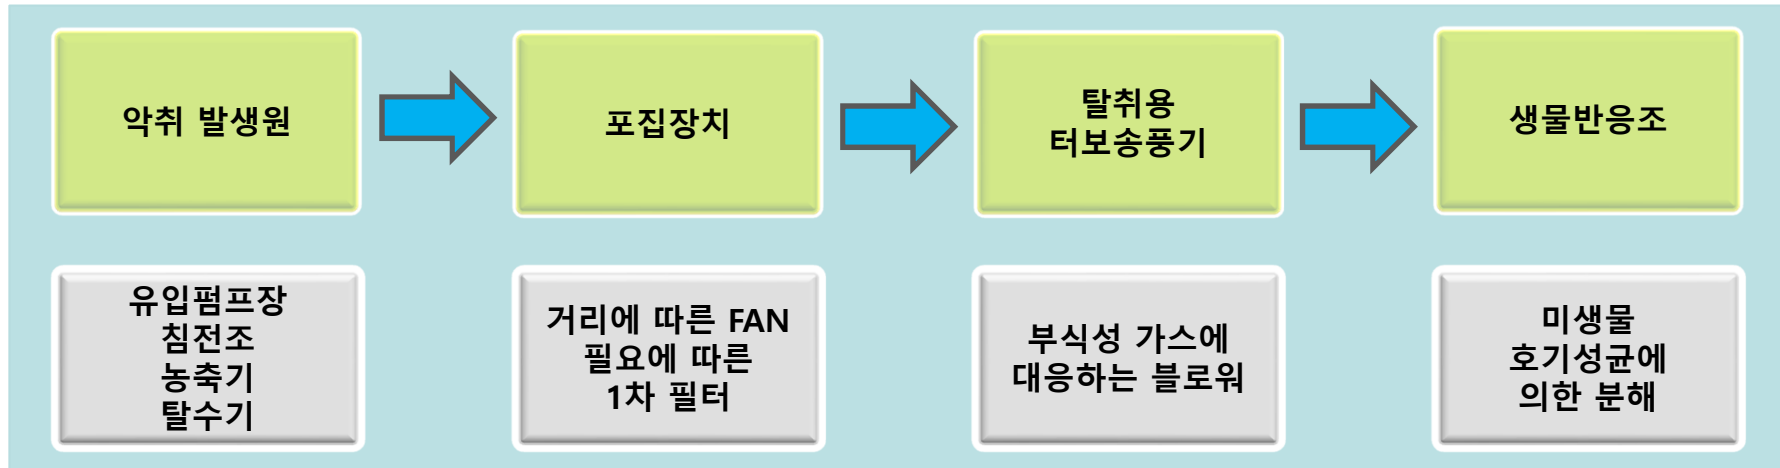 악취 발생원
포집장치
탈취용
터보송풍기
생물반응조
유입펌프장
침전조
농축기
탈수기
거리에 따른 FAN
필요에 따른
1차 필터
부식성 가스에
대응하는 블로워
미생물
호기성균에
의한 분해